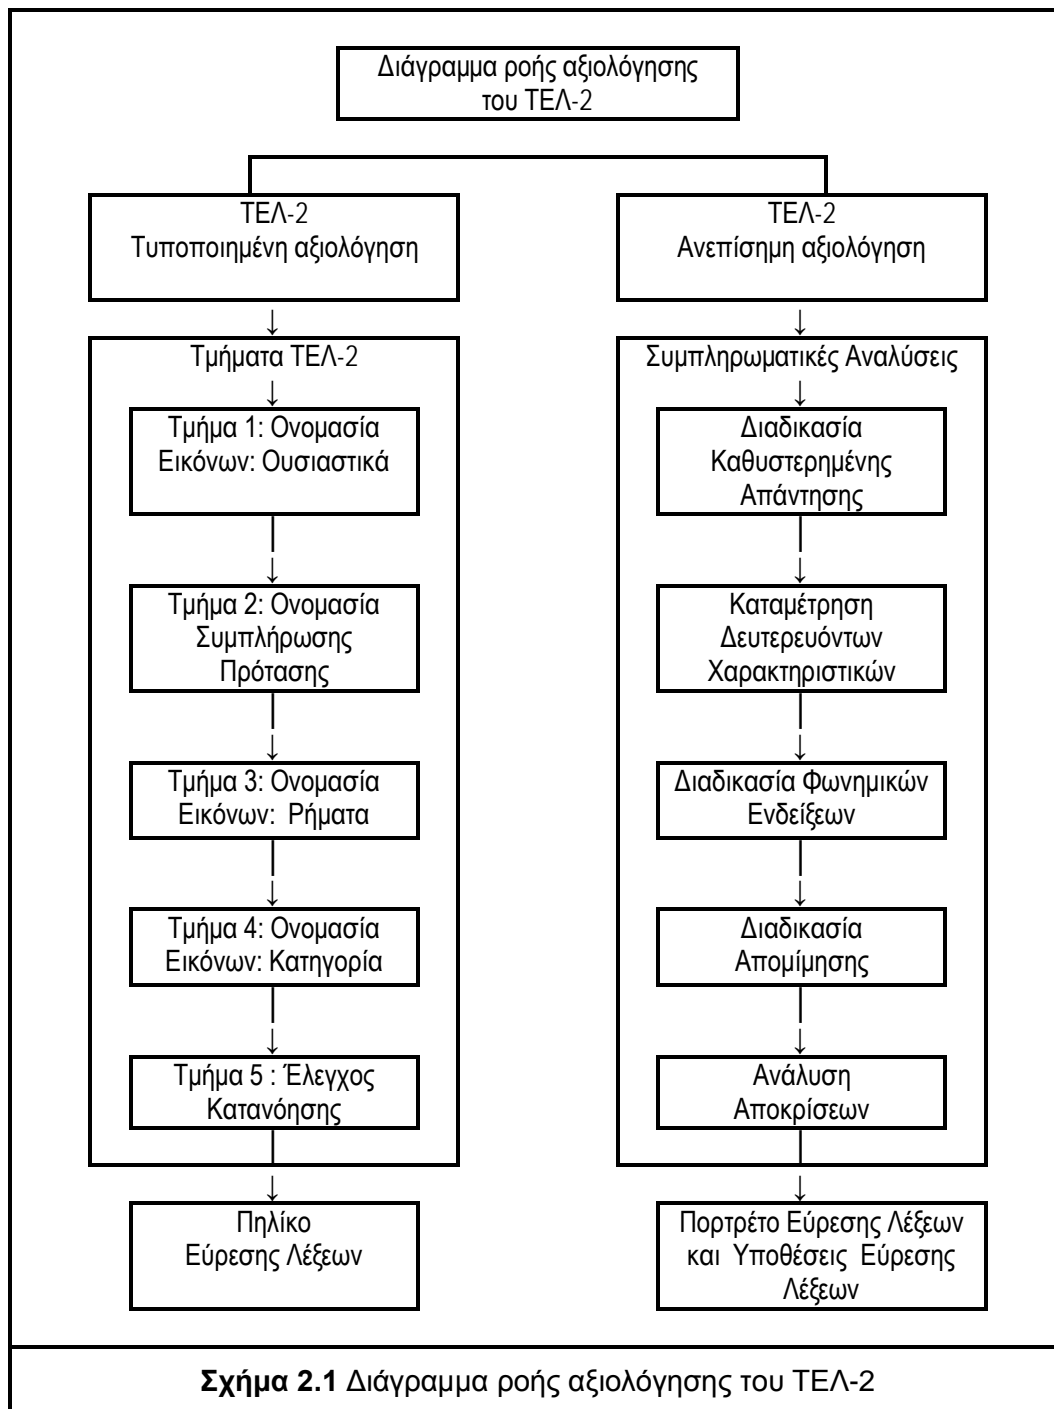 Διάγραμμα ροής αξιολόγησης
του ΤΕΛ-2
ΤΕΛ-2
Τυποποιημένη αξιολόγηση
↓
Τμήματα ΤΕΛ-2
↓
Τμήμα 1: Ονομασία
Εικόνων: Ουσιαστικά
↓
Τμήμα 2: Ονομασία
Συμπλήρωσης
Πρότασης
↓
Τμήμα 3: Ονομασία
Εικόνων: Ρήματα
↓
Τμήμα 4: Ονομασία
Εικόνων: Κατηγορία
↓
Τμήμα 5 : Έλεγχος
Κατανόησης
↓
Πηλίκο
Εύρεσης Λέξεων
ΤΕΛ-2
Ανεπίσημη αξιολόγηση
↓
Συμπληρωματικές Αναλύσεις
↓
Διαδικασία
Καθυστερημένης
Απάντησης
↓
Καταμέτρηση
Δευτερευόντων
Χαρακτηριστικών
↓
Διαδικασία Φωνημικών
Ενδείξεων
↓
Διαδικασία
Απομίμησης
↓
Ανάλυση
Αποκρίσεων
↓
Πορτρέτο Εύρεσης Λέξεων
και Υποθέσεις Εύρεσης
Λέξεων
Σχήμα 2.1 Διάγραμμα ροής αξιολόγησης του ΤΕΛ-2